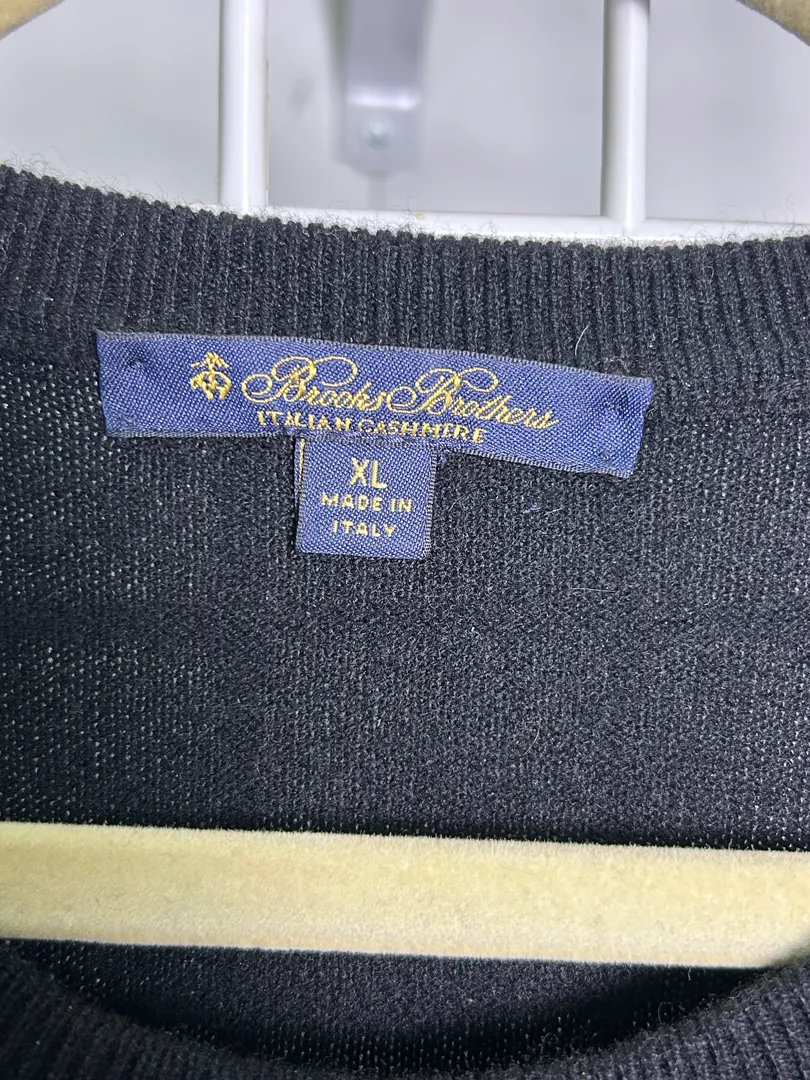 Brooks Brothers
ITALIAN CASHMERE
XL
MADE IN
ITALY